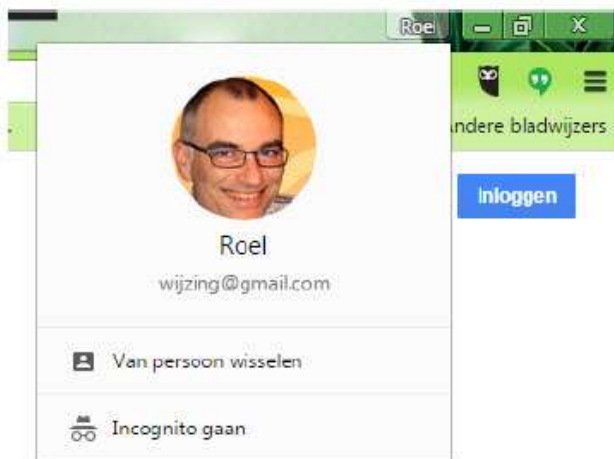 Roel
Andere bladwijzers
Inloggen
Roel
wijzing@gmail.com
Van persoon wisselen
Incognito gaan